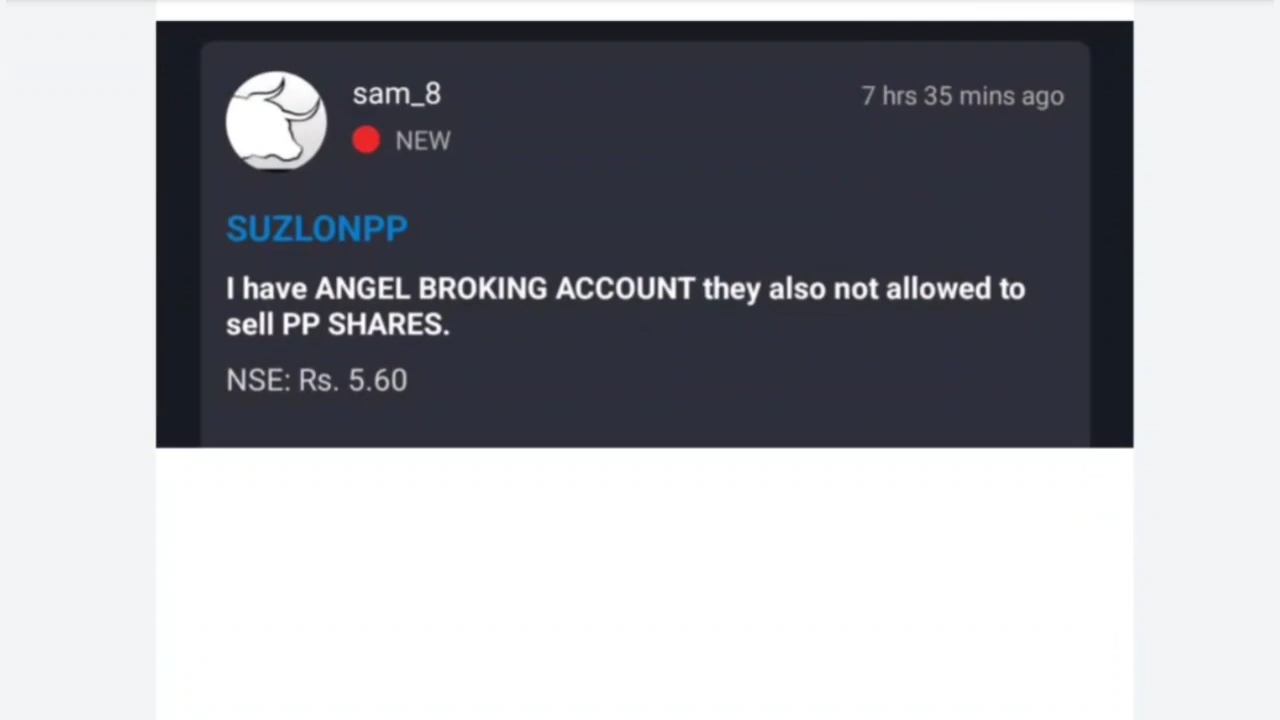 sam_8
7 hrs 35 mins ago
NEW
SUZLONPP
I have ANGEL BROKING ACCOUNT they also not allowed to
sell PP SHARES.
NSE: Rs. 5.60